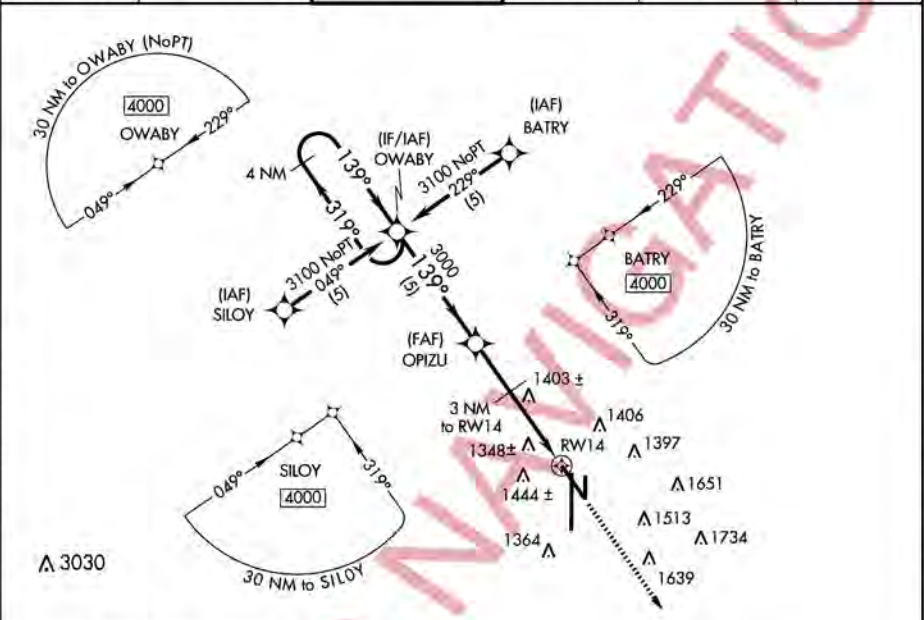 30 NM to OWABY (NoPT)
4000
OWABY
229°
049°
(IF/IAF)
OWABY
(IAF)
BATRY
4 NM
139°
319°
3100 NoPT
229°
(5)
3100 NoPT
049°
(5)
(IAF)
SILOY
3000
139°
(5)
(FAF)
OPIZU
229°
BATRY
4000
319°
30 NM to BATRY
3 NM
to RW14
1403 ±
1406
1348±
RW14
1397
1444 ±
1651
1513
1364
1734
1639
049°
SILOY
4000
319°
30 NM to SILOY
3030
NAVIGATIO